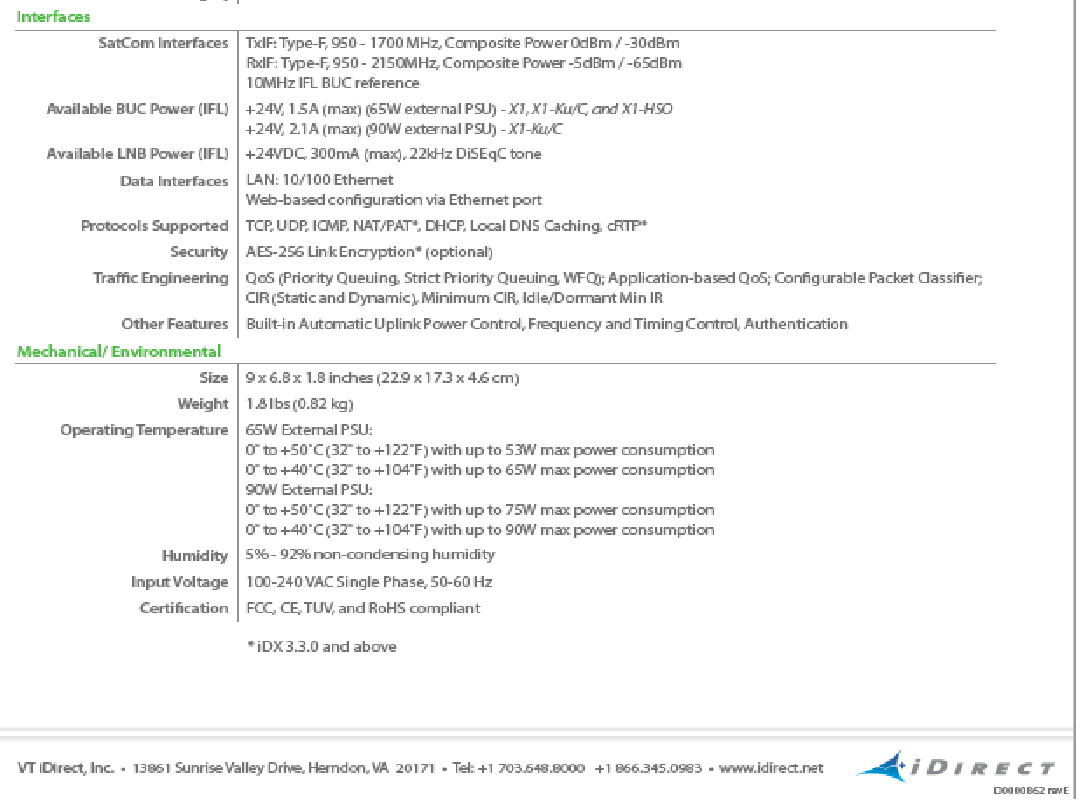 Interfaces
SatCom Interfaces TxIF: Type-F, 950 - 1700 MHz, Composite Power 0dBm / -30dBm
RxIF: Type-F, 950 - 2150MHz, Composite Power -5dBm / -65dBm
10MHz IFL BUC reference
Available BUC Power (IFL) +24V, 1.5A (max) (65W external PSU) - X1, X1-Ku/C, and X1-HSO
+24V, 2.1A (max) (90W external PSU) - X1-Ku/C
Available LNB Power (IFL) +24VDC, 300mA (max), 22kHz DiSEqC tone
Data Interfaces LAN: 10/100 Ethernet
Web-based configuration via Ethernet port
Protocols Supported TCP, UDP, ICMP, NAT/PAT*, DHCP, Local DNS Caching, cRTP*
Security AES-256 Link Encryption* (optional)
Traffic Engineering QoS (Priority Queuing, Strict Priority Queuing, WFQ); Application-based QoS; Configurable Packet Classifier;
CIR (Static and Dynamic), Minimum CIR, Idle/Dormant Min IR
Other Features Built-in Automatic Uplink Power Control, Frequency and Timing Control, Authentication
Mechanical/ Environmental
Size 9 x 6.8 x 1.8 inches (22.9 x 17.3 x 4.6 cm)
Weight 1.8 lbs (0.82 kg)
Operating Temperature 65W External PSU:
0° to +50°C (32° to +122°F) with up to 53W max power consumption
0° to +40°C (32° to +104°F) with up to 65W max power consumption
90W External PSU:
0° to +50°C (32° to +122°F) with up to 75W max power consumption
0° to +40°C (32° to +104°F) with up to 90W max power consumption
Humidity 5% - 92% non-condensing humidity
Input Voltage 100-240 VAC Single Phase, 50-60 Hz
Certification FCC, CE, TUV, and RoHS compliant
* iDX 3.3.0 and above
VT iDirect, Inc. • 13861 Sunrise Valley Drive, Herndon, VA 20171 • Tel: +1 703.648.8000 +1 866.345.0983 • www.idirect.net
iDIRECT
D0000862 revE